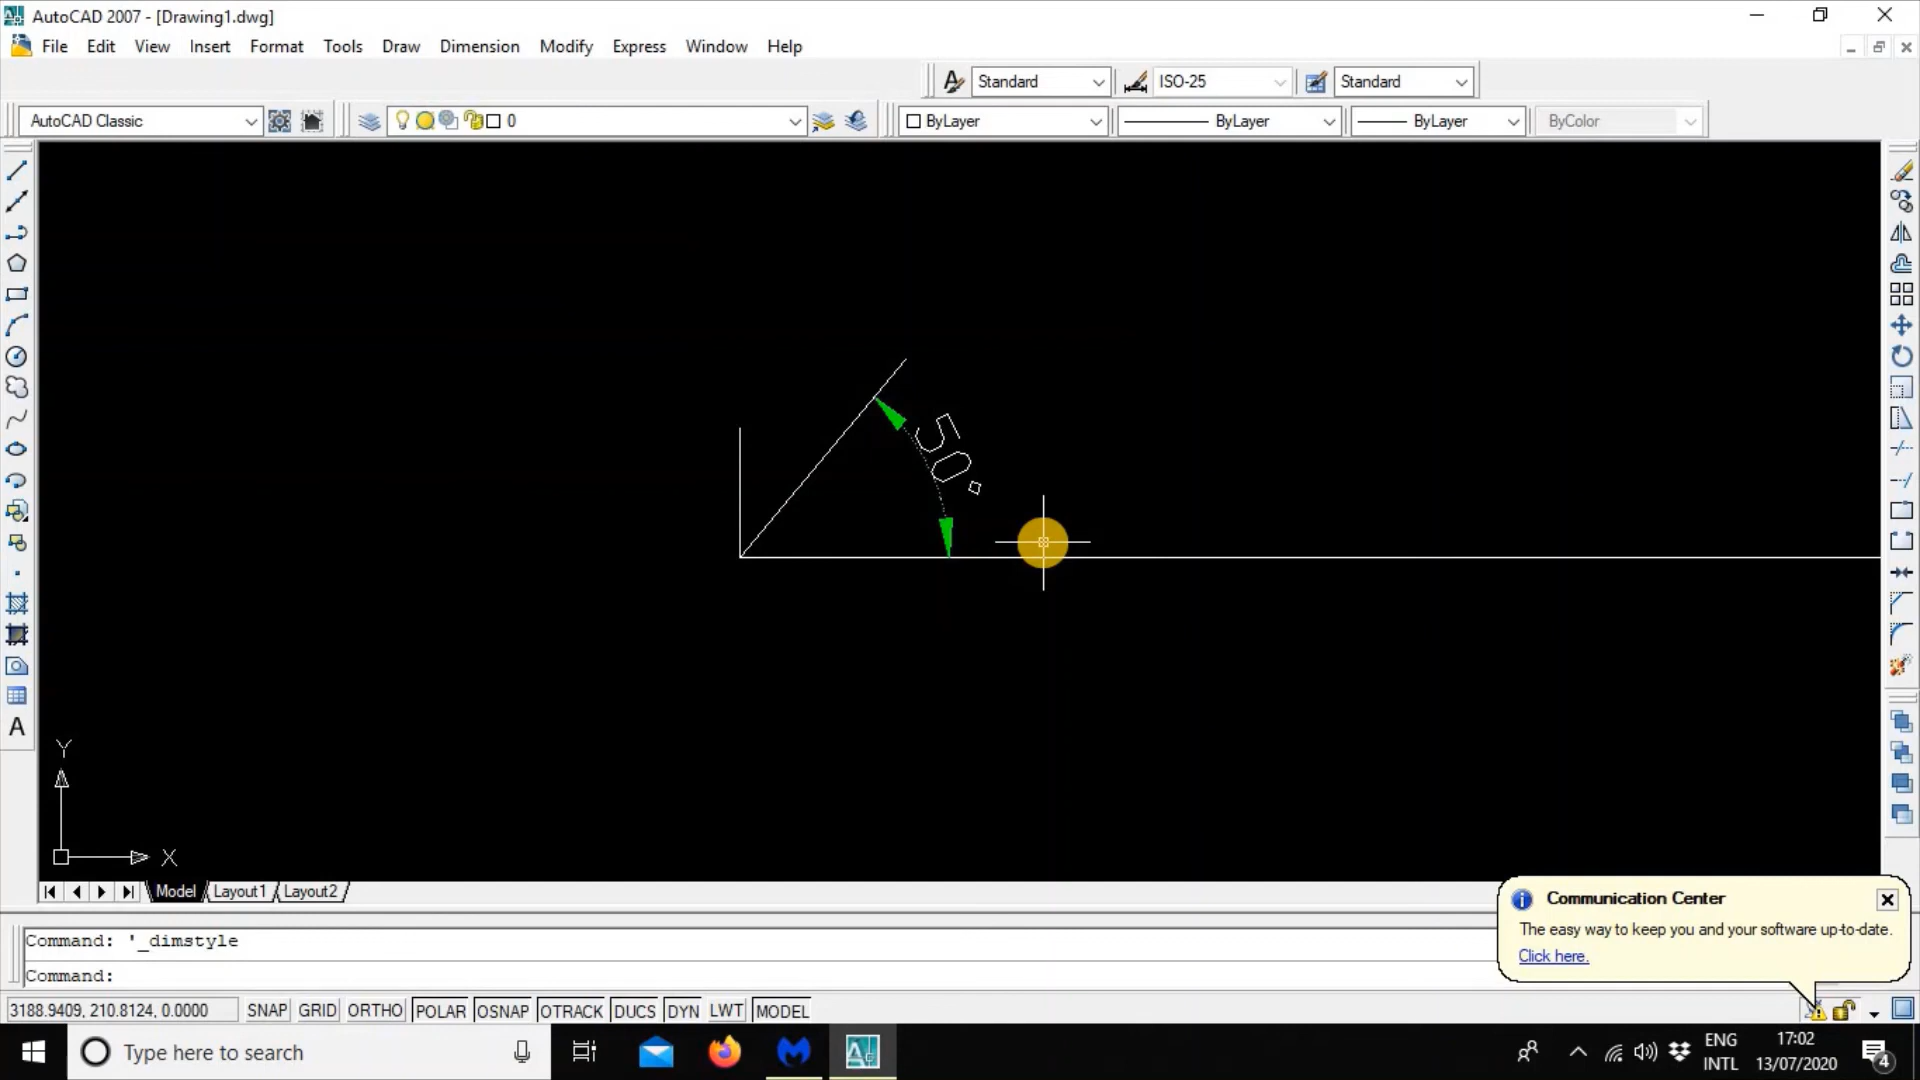 AutoCAD 2007 - [Drawing1.dwg]
File Edit View Insert Format Tools Draw Dimension Modify Express Window Help
Standard ISO-25 Standard
AutoCAD Classic 0 ByLayer ByLayer ByLayer ByColor
50°
Y
X
Model Layout1 Layout2
Communication Center
The easy way to keep you and your software up-to-date.
Click here.
Command: '_dimstyle
Command:
3188.9409, 210.8124, 0.0000 SNAP GRID ORTHO POLAR OSNAP OTRACK DUCS DYN LWT MODEL
Type here to search
ENG
INTL
17:02
13/07/2020
4